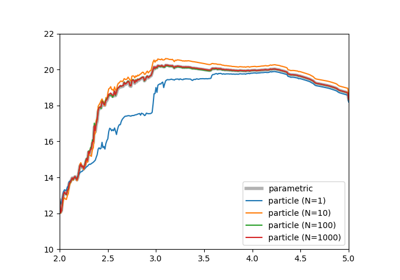 22
20
18
16
14
12
10
2.0 2.5 3.0 3.5 4.0 4.5 5.0
parametric
particle (N=1)
particle (N=10)
particle (N=100)
particle (N=1000)